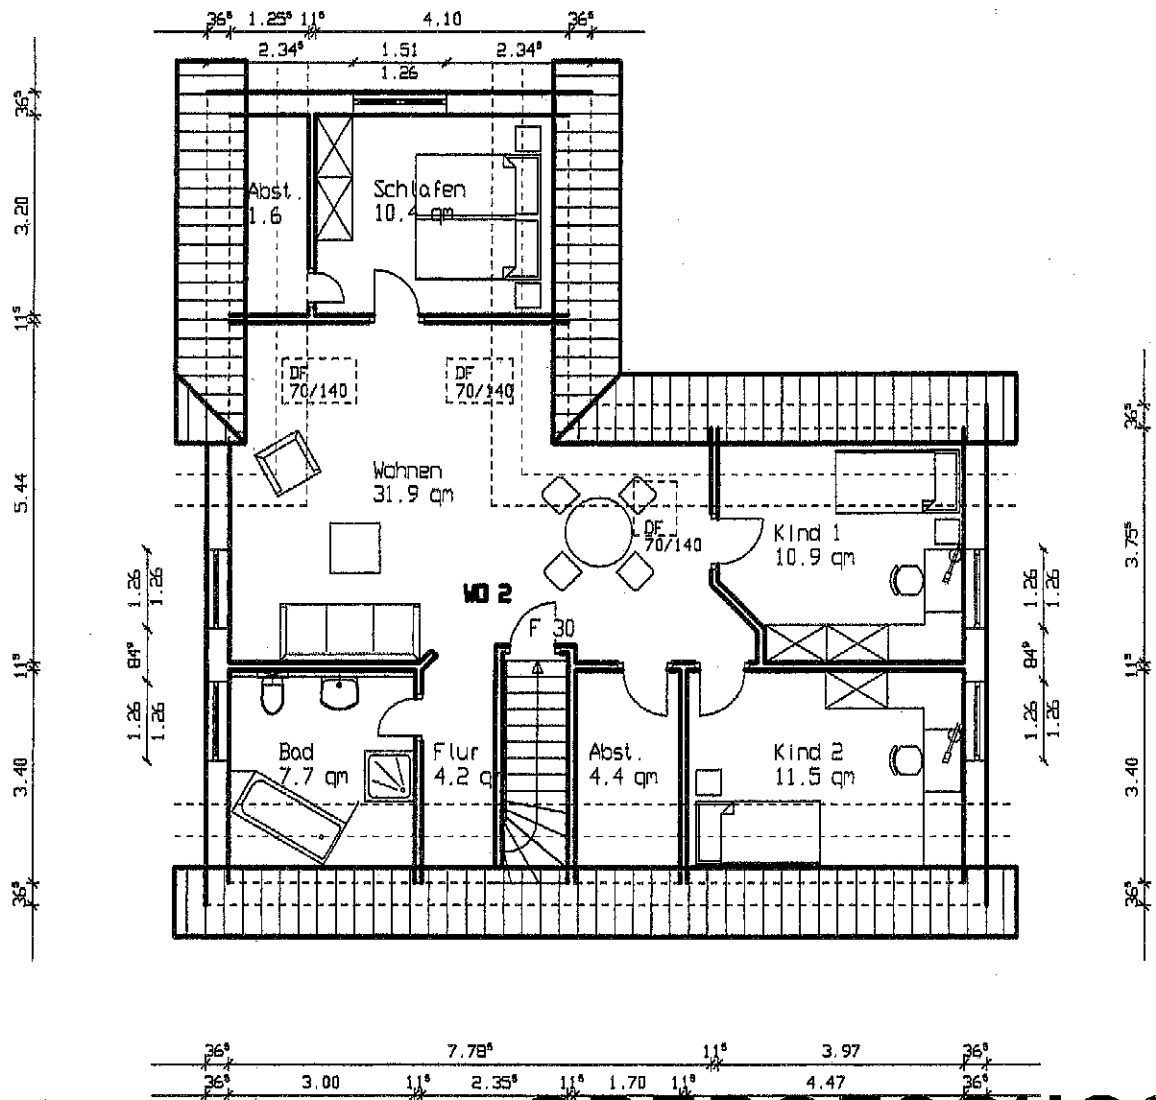 36⁵ 1.25⁵ 11⁵ 4.10 36⁵
2.34⁵ 1.51 2.34⁵
1.26
36⁵
3.20
11⁵
5.44
11⁵
3.40
36⁵
Abst.
1.6
Schlafen
10.4 qm
DF
70/140
DF
70/140
Wohnen
31.9 qm
DF
70/140
Kind 1
10.9 qm
WO 2
F 30
Bad
7.7 qm
Flur
4.2 qm
Abst.
4.4 qm
Kind 2
11.5 qm
1.26
1.26
84⁹
1.26
1.26
1.26
1.26
84⁹
1.26
1.26
36⁵
3.75⁵
11⁵
3.40
36⁵
36⁵ 7.78⁵ 11⁵ 3.97 36⁵
36⁵ 3.00 11⁵ 2.35⁵ 11⁵ 1.70 11⁵ 4.47 36⁵